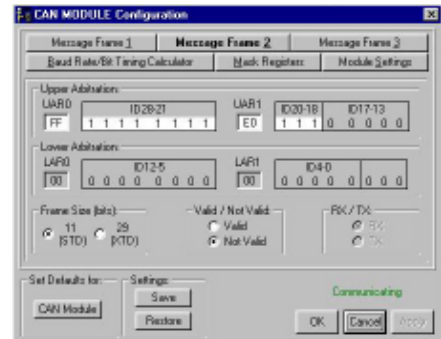 CAN MODULE Configuration
Message Frame 1 Message Frame 2 Message Frame 3
Baud Rate/Bit Timing Calculator Mask Registers Module Settings
Upper Arbitration:
UAR0 ID28-21 UAR1 ID20-18 ID17-13
FF 1 1 1 1 1 1 1 1 E0 1 1 1 0 0 0 0 0
Lower Arbitration:
LAR0 ID12-5 LAR1 ID4-0
00 0 0 0 0 0 0 0 0 00 0 0 0 0 0 0 0 0
Frame Size (bits): Valid / Not Valid: RX / TX:
11 (STD) 29 (XTD) Valid RX
Not Valid TX
Set Defaults for: Settings:
CAN Module Save Communicating
Restore OK Cancel Apply